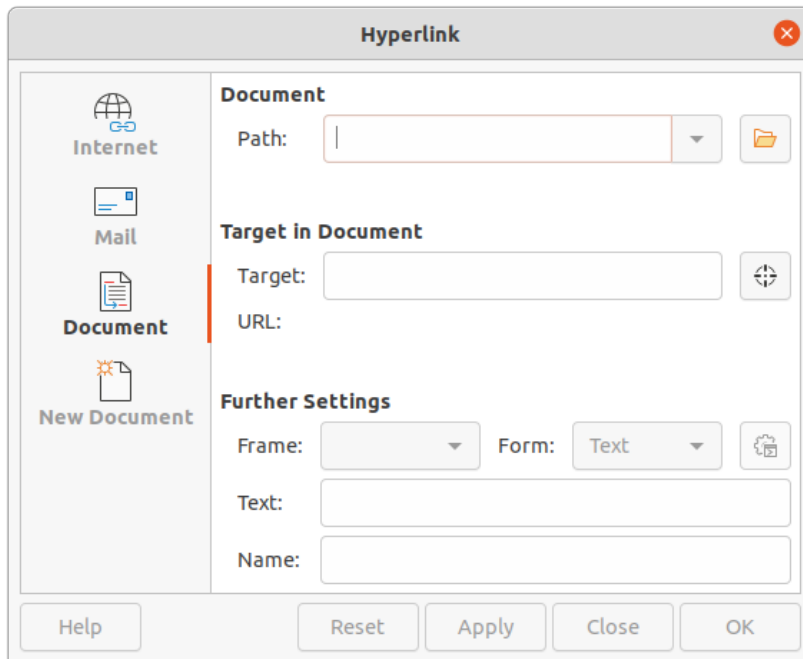 Hyperlink
Internet
Mail
Document
New Document
Document
Path:
Target in Document
Target:
URL:
Further Settings
Frame: Form: Text
Text:
Name:
Help Reset Apply Close OK